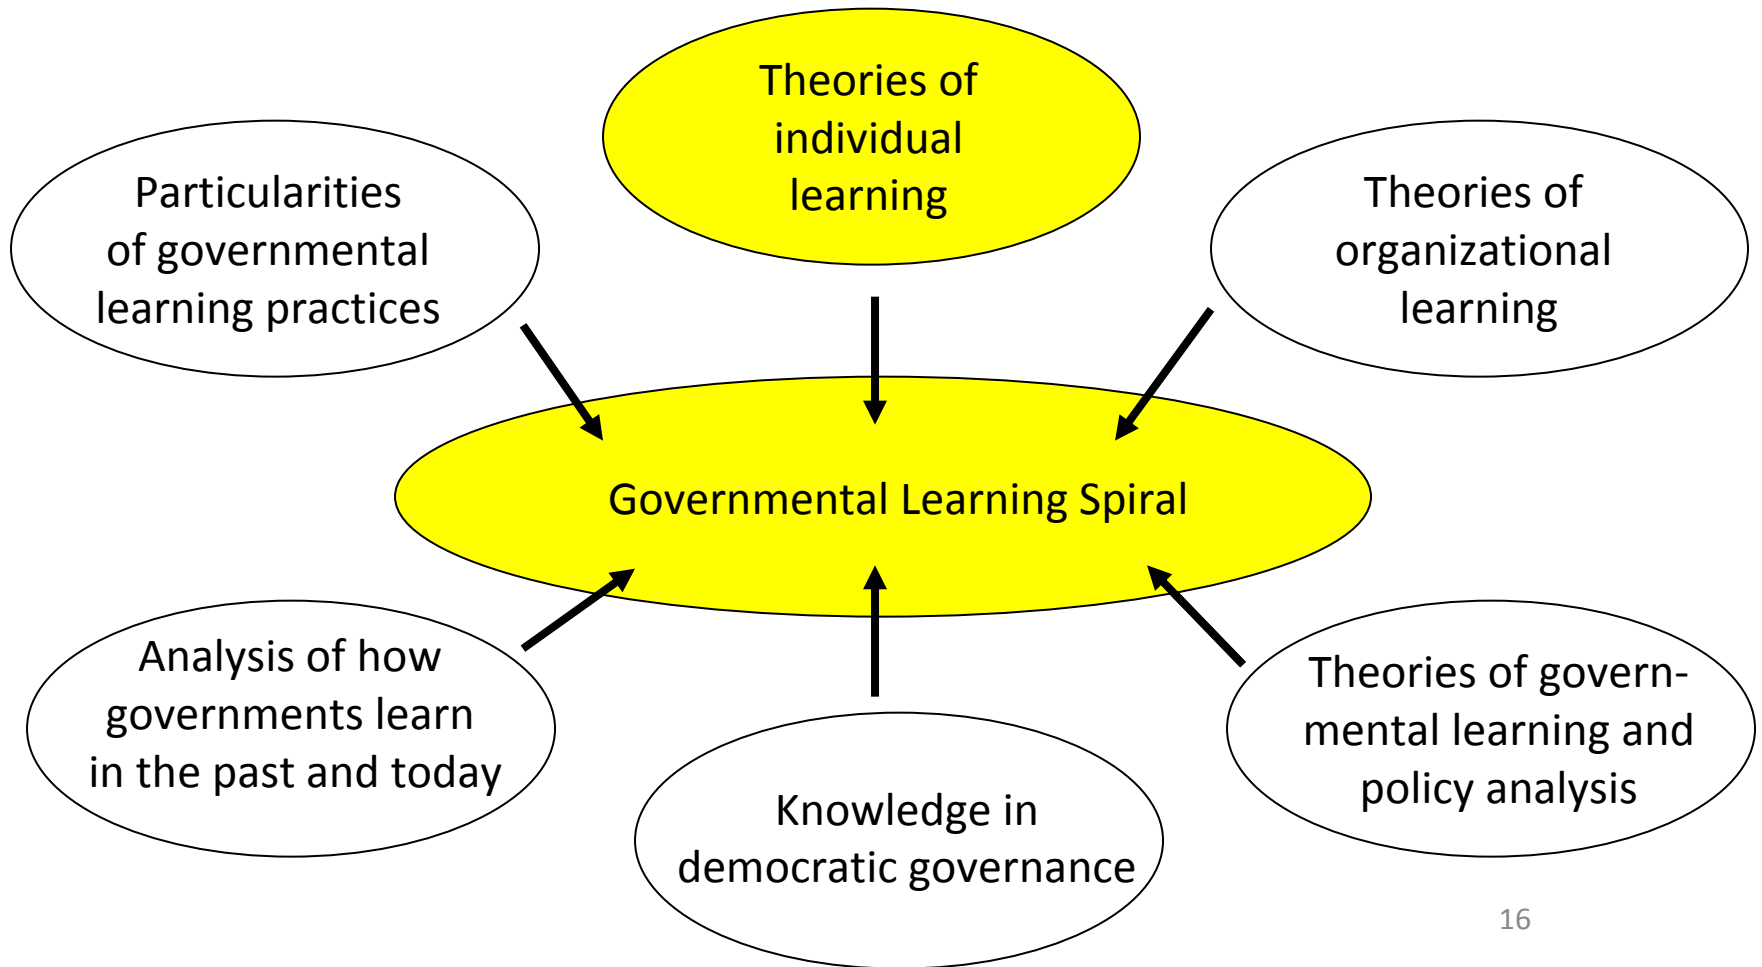 Theories of
individual
learning
Particularities
of governmental
learning practices
Theories of
organizational
learning
Governmental Learning Spiral
Analysis of how
governments learn
in the past and today
Knowledge in
democratic governance
Theories of govern-
mental learning and
policy analysis
16